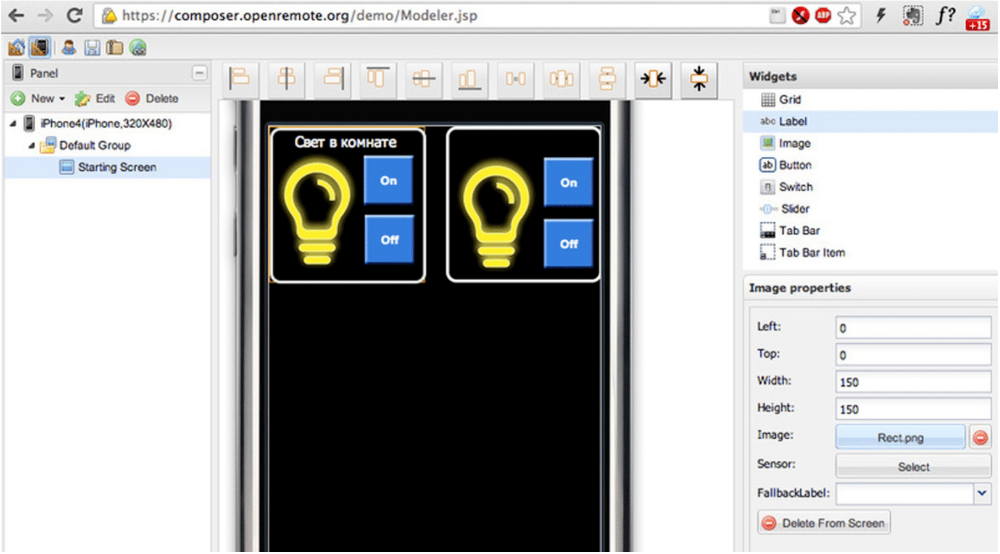 https://composer.openremote.org/demo/Modeler.jsp
f?
+15
Panel
New Edit Delete
iPhone4(iPhone,320X480)
Default Group
Starting Screen
Свет в комнате
On
Off
On
Off
Widgets
Grid
abc Label
Image
ab Button
Switch
Slider
Tab Bar
Tab Bar Item
Image properties
Left: 0
Top: 0
Width: 150
Height: 150
Image: Rect.png
Sensor: Select
FallbackLabel:
Delete From Screen